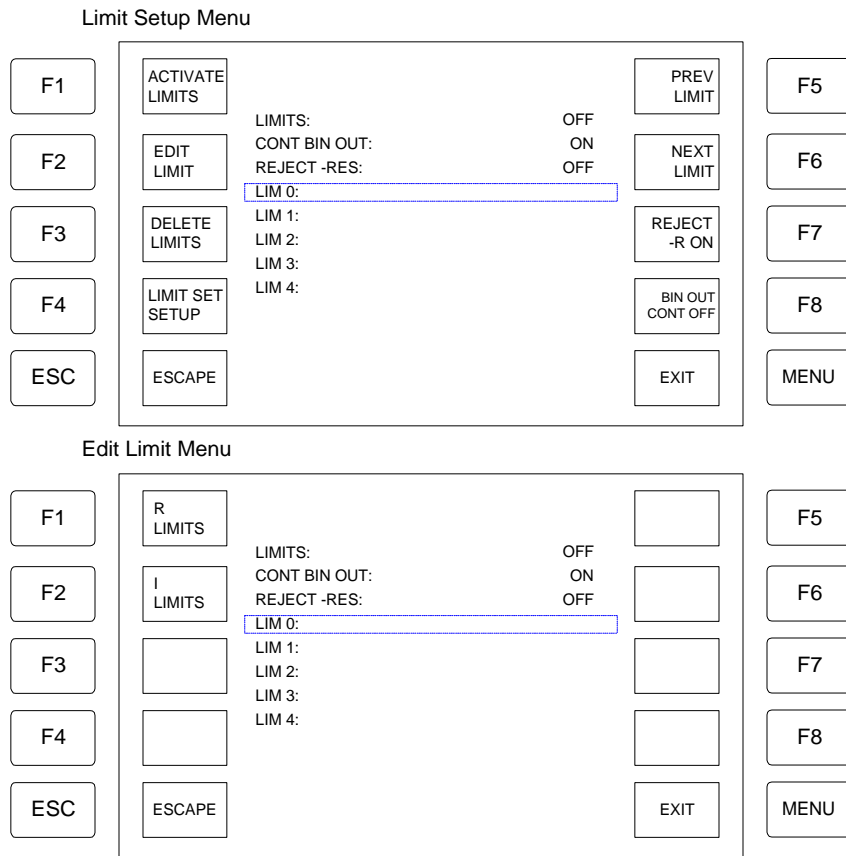 Limit Setup Menu
F1
ACTIVATE
LIMITS
PREV
LIMIT
F5
LIMITS: OFF
F2
EDIT
LIMIT
CONT BIN OUT: ON
REJECT -RES: OFF
NEXT
LIMIT
F6
LIM 0:
F3
DELETE
LIMITS
LIM 1:
LIM 2:
LIM 3:
REJECT
-R ON
F7
F4
LIMIT SET
SETUP
LIM 4:
BIN OUT
CONT OFF
F8
ESC
ESCAPE
EXIT
MENU
Edit Limit Menu
F1
R
LIMITS
F5
LIMITS: OFF
F2
I
LIMITS
CONT BIN OUT: ON
REJECT -RES: OFF
F6
LIM 0:
F3
LIM 1:
LIM 2:
LIM 3:
F7
F4
LIM 4:
F8
ESC
ESCAPE
EXIT
MENU